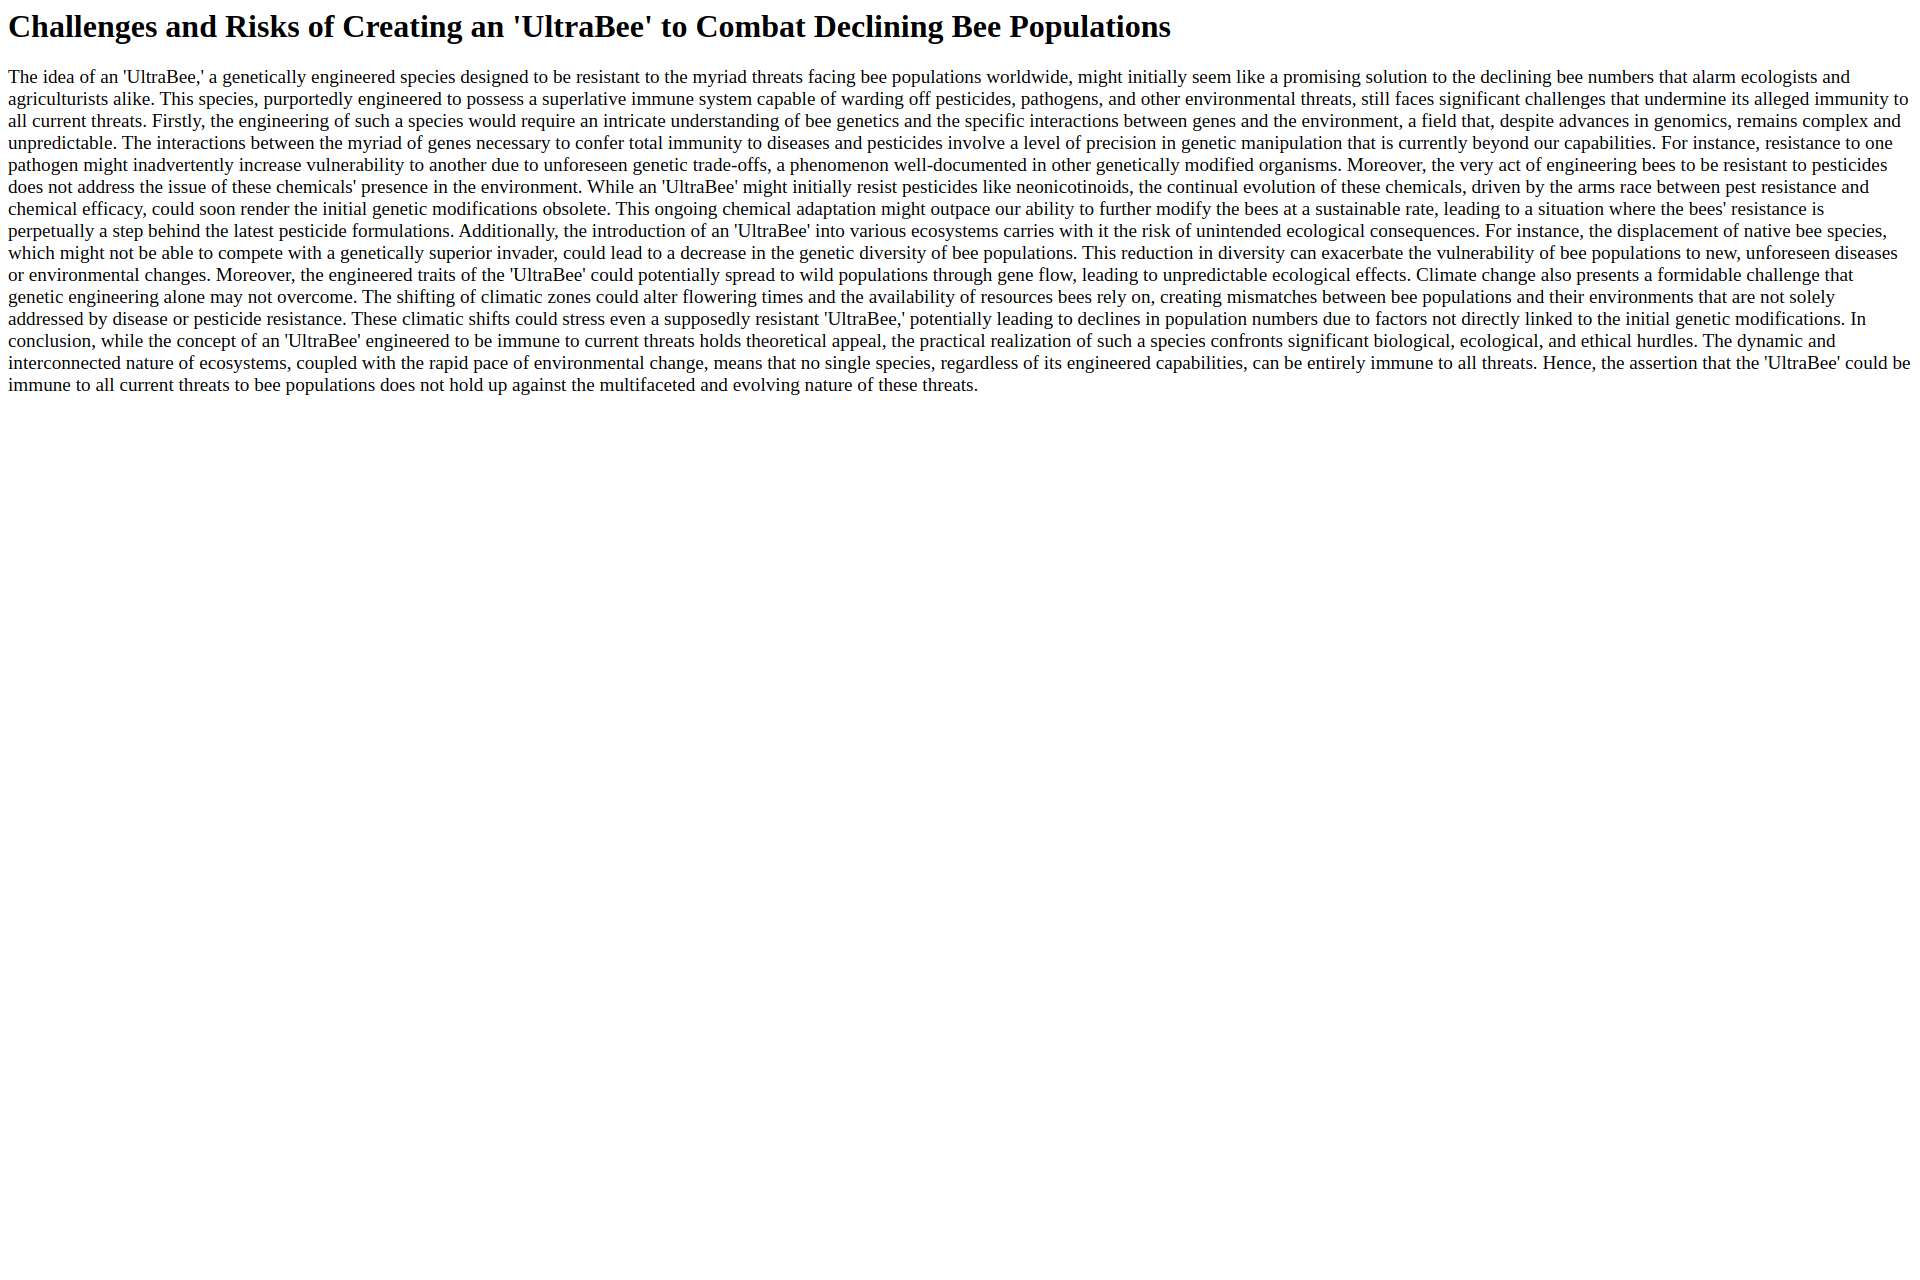 Challenges and Risks of Creating an 'UltraBee' to Combat Declining Bee Populations
The idea of an 'UltraBee,' a genetically engineered species designed to be resistant to the myriad threats facing bee populations worldwide, might initially seem like a promising solution to the declining bee numbers that alarm ecologists and
agriculturists alike. This species, purportedly engineered to possess a superlative immune system capable of warding off pesticides, pathogens, and other environmental threats, still faces significant challenges that undermine its alleged immunity to
all current threats. Firstly, the engineering of such a species would require an intricate understanding of bee genetics and the specific interactions between genes and the environment, a field that, despite advances in genomics, remains complex and
unpredictable. The interactions between the myriad of genes necessary to confer total immunity to diseases and pesticides involve a level of precision in genetic manipulation that is currently beyond our capabilities. For instance, resistance to one
pathogen might inadvertently increase vulnerability to another due to unforeseen genetic trade-offs, a phenomenon well-documented in other genetically modified organisms. Moreover, the very act of engineering bees to be resistant to pesticides
does not address the issue of these chemicals' presence in the environment. While an 'UltraBee' might initially resist pesticides like neonicotinoids, the continual evolution of these chemicals, driven by the arms race between pest resistance and
chemical efficacy, could soon render the initial genetic modifications obsolete. This ongoing chemical adaptation might outpace our ability to further modify the bees at a sustainable rate, leading to a situation where the bees' resistance is
perpetually a step behind the latest pesticide formulations. Additionally, the introduction of an 'UltraBee' into various ecosystems carries with it the risk of unintended ecological consequences. For instance, the displacement of native bee species,
which might not be able to compete with a genetically superior invader, could lead to a decrease in the genetic diversity of bee populations. This reduction in diversity can exacerbate the vulnerability of bee populations to new, unforeseen diseases
or environmental changes. Moreover, the engineered traits of the 'UltraBee' could potentially spread to wild populations through gene flow, leading to unpredictable ecological effects. Climate change also presents a formidable challenge that
genetic engineering alone may not overcome. The shifting of climatic zones could alter flowering times and the availability of resources bees rely on, creating mismatches between bee populations and their environments that are not solely
addressed by disease or pesticide resistance. These climatic shifts could stress even a supposedly resistant 'UltraBee,' potentially leading to declines in population numbers due to factors not directly linked to the initial genetic modifications. In
conclusion, while the concept of an 'UltraBee' engineered to be immune to current threats holds theoretical appeal, the practical realization of such a species confronts significant biological, ecological, and ethical hurdles. The dynamic and
interconnected nature of ecosystems, coupled with the rapid pace of environmental change, means that no single species, regardless of its engineered capabilities, can be entirely immune to all threats. Hence, the assertion that the 'UltraBee' could be
immune to all current threats to bee populations does not hold up against the multifaceted and evolving nature of these threats.